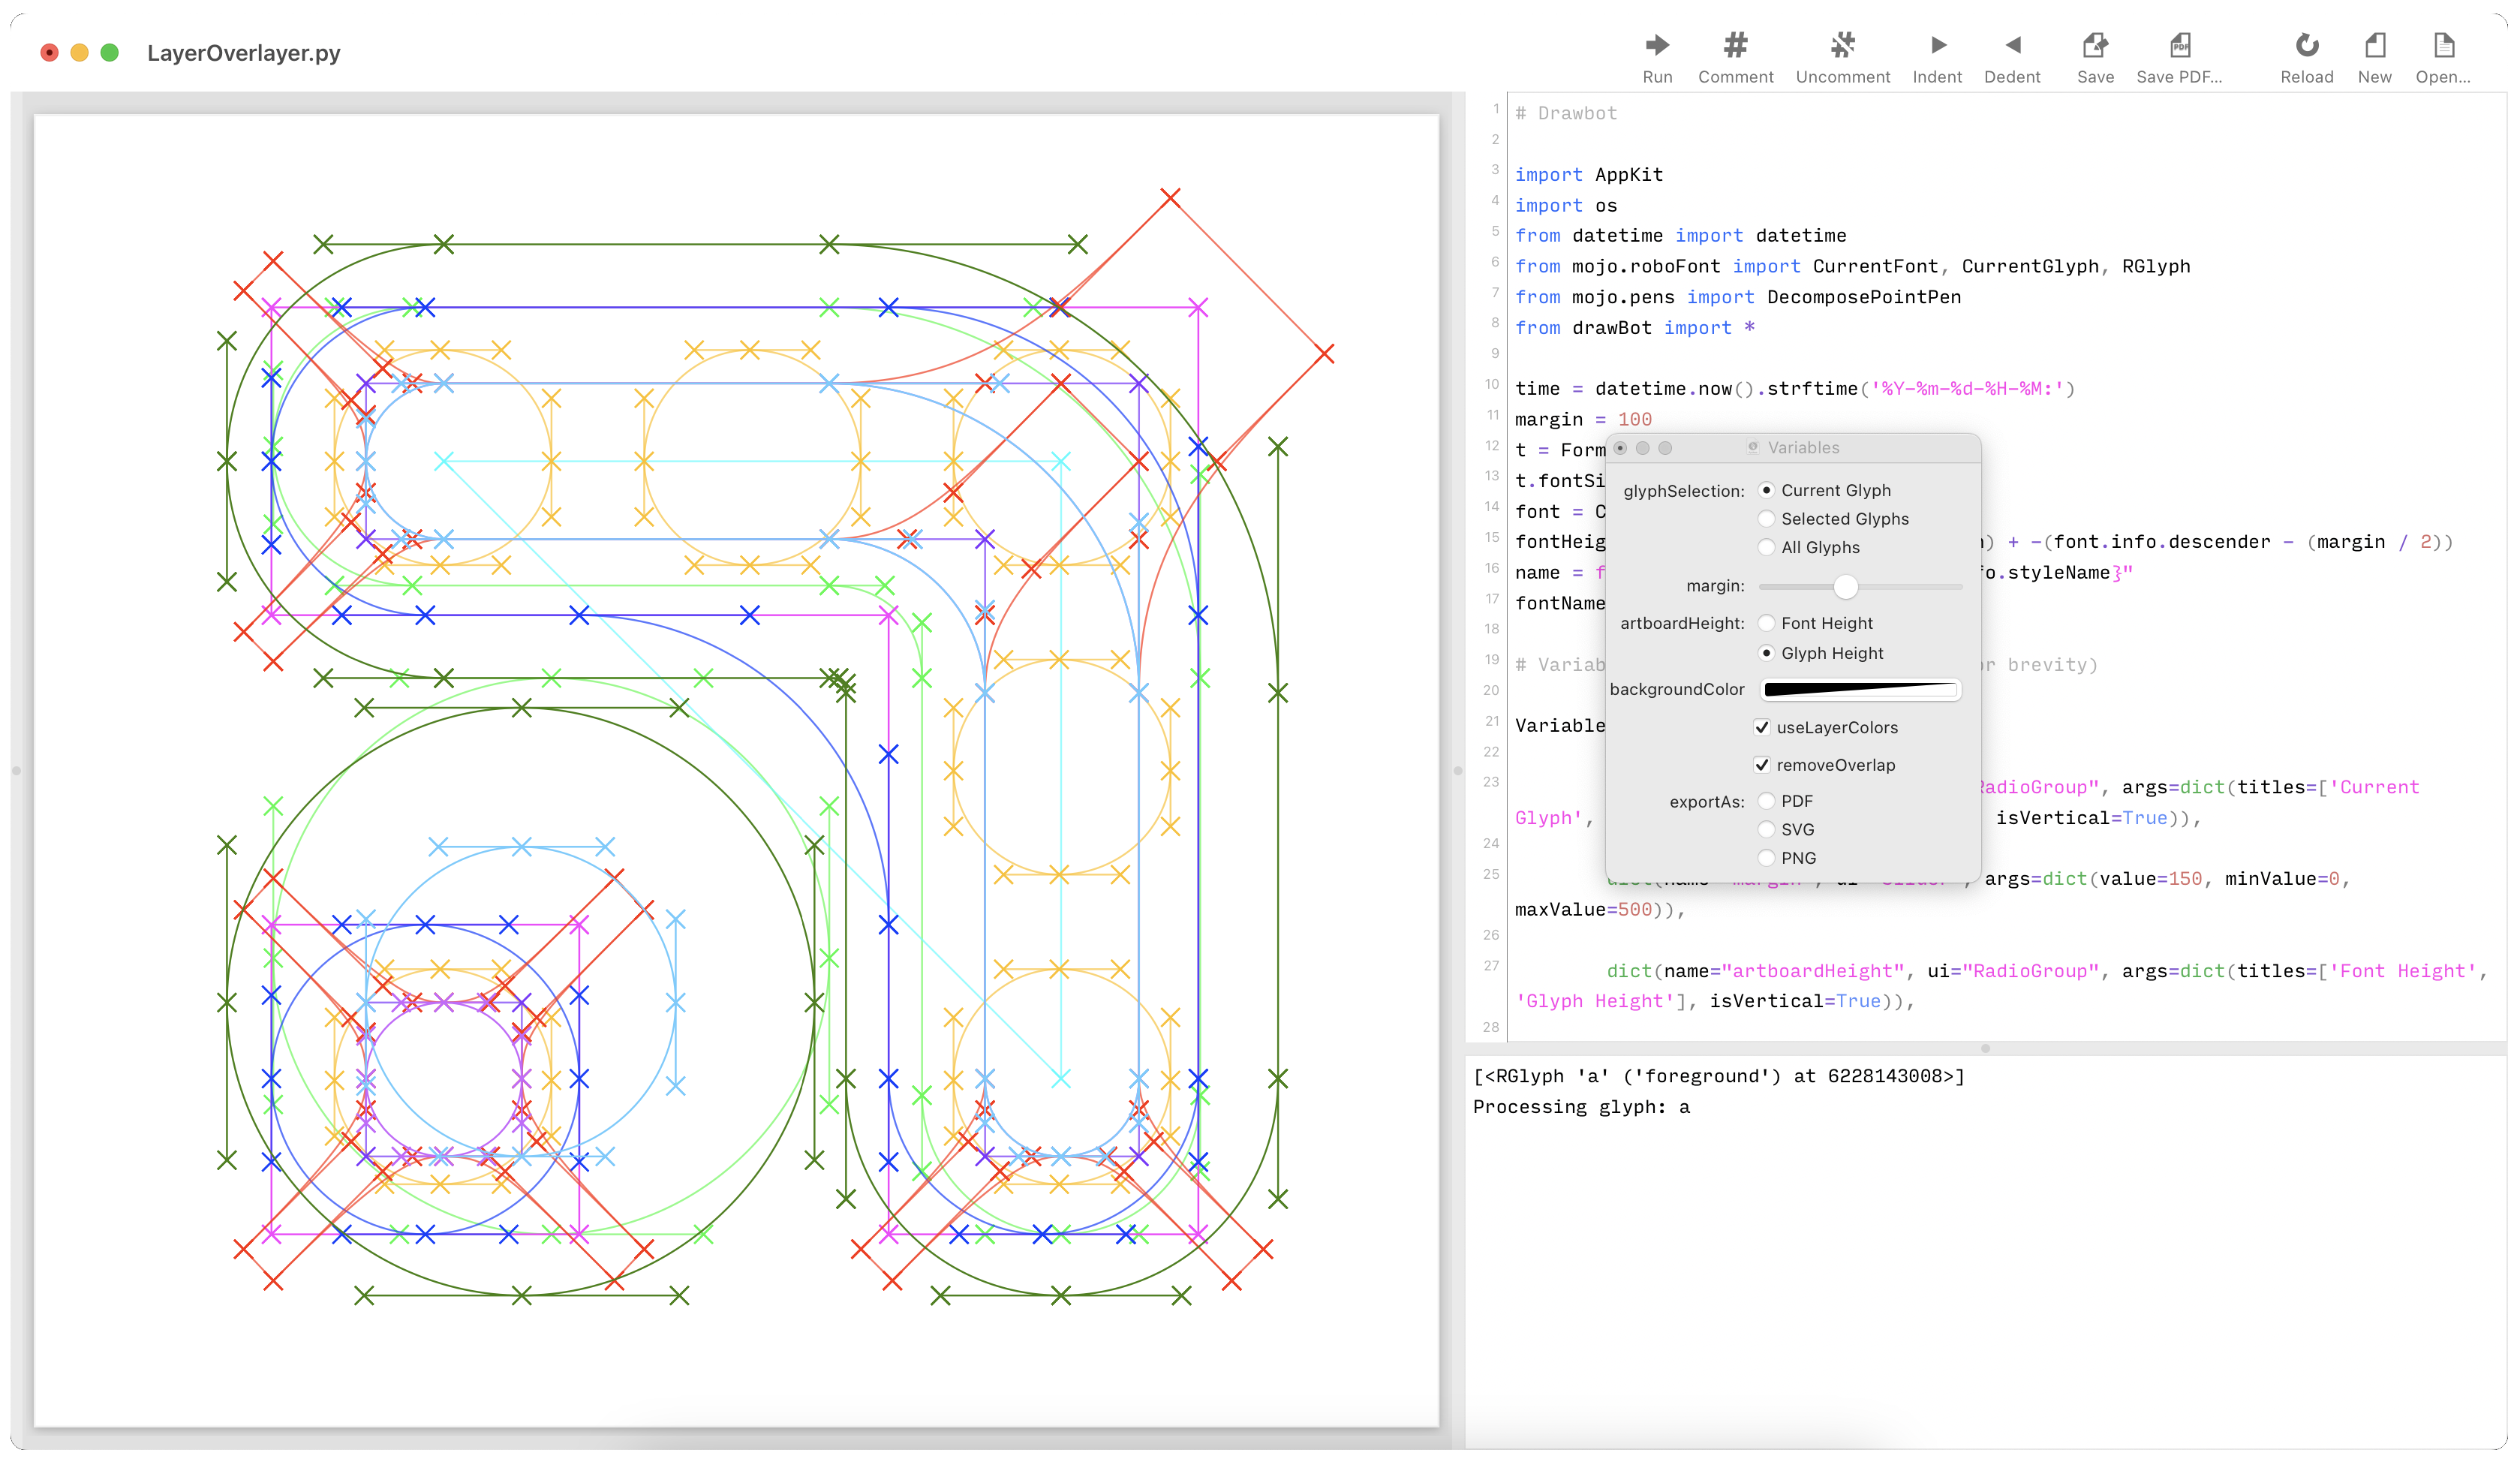 LayerOverlayer.py
Run Comment Uncomment Indent Dedent Save Save PDF... Reload New Open...
1 # Drawbot
2
3 import AppKit
4 import os
5 from datetime import datetime
6 from mojo.roboFont import CurrentFont, CurrentGlyph, RGlyph
7 from mojo.pens import DecomposePointPen
8 from drawBot import *
9
10 time = datetime.now().strftime('%Y-%m-%d-%H-%M:')
11 margin = 100
12 t = Form
13 t.fontSi
14 font = C
15 fontHeig ) + -(font.info.descender - (margin / 2))
16 name = f fo.styleName}"
17 fontName
18
19 # Variab or brevity)
20
21 Variable
22
23 RadioGroup", args=dict(titles=['Current
Glyph', isVertical=True)),
24
25 dict(name="margin", ui="Slider", args=dict(value=150, minValue=0,
maxValue=500)),
26
27 dict(name="artboardHeight", ui="RadioGroup", args=dict(titles=['Font Height',
'Glyph Height'], isVertical=True)),
28
Variables
glyphSelection: Current Glyph
Selected Glyphs
All Glyphs
margin:
artboardHeight: Font Height
Glyph Height
backgroundColor
useLayerColors
removeOverlap
exportAs: PDF
SVG
PNG
[<RGlyph 'a' ('foreground') at 6228143008>]
Processing glyph: a